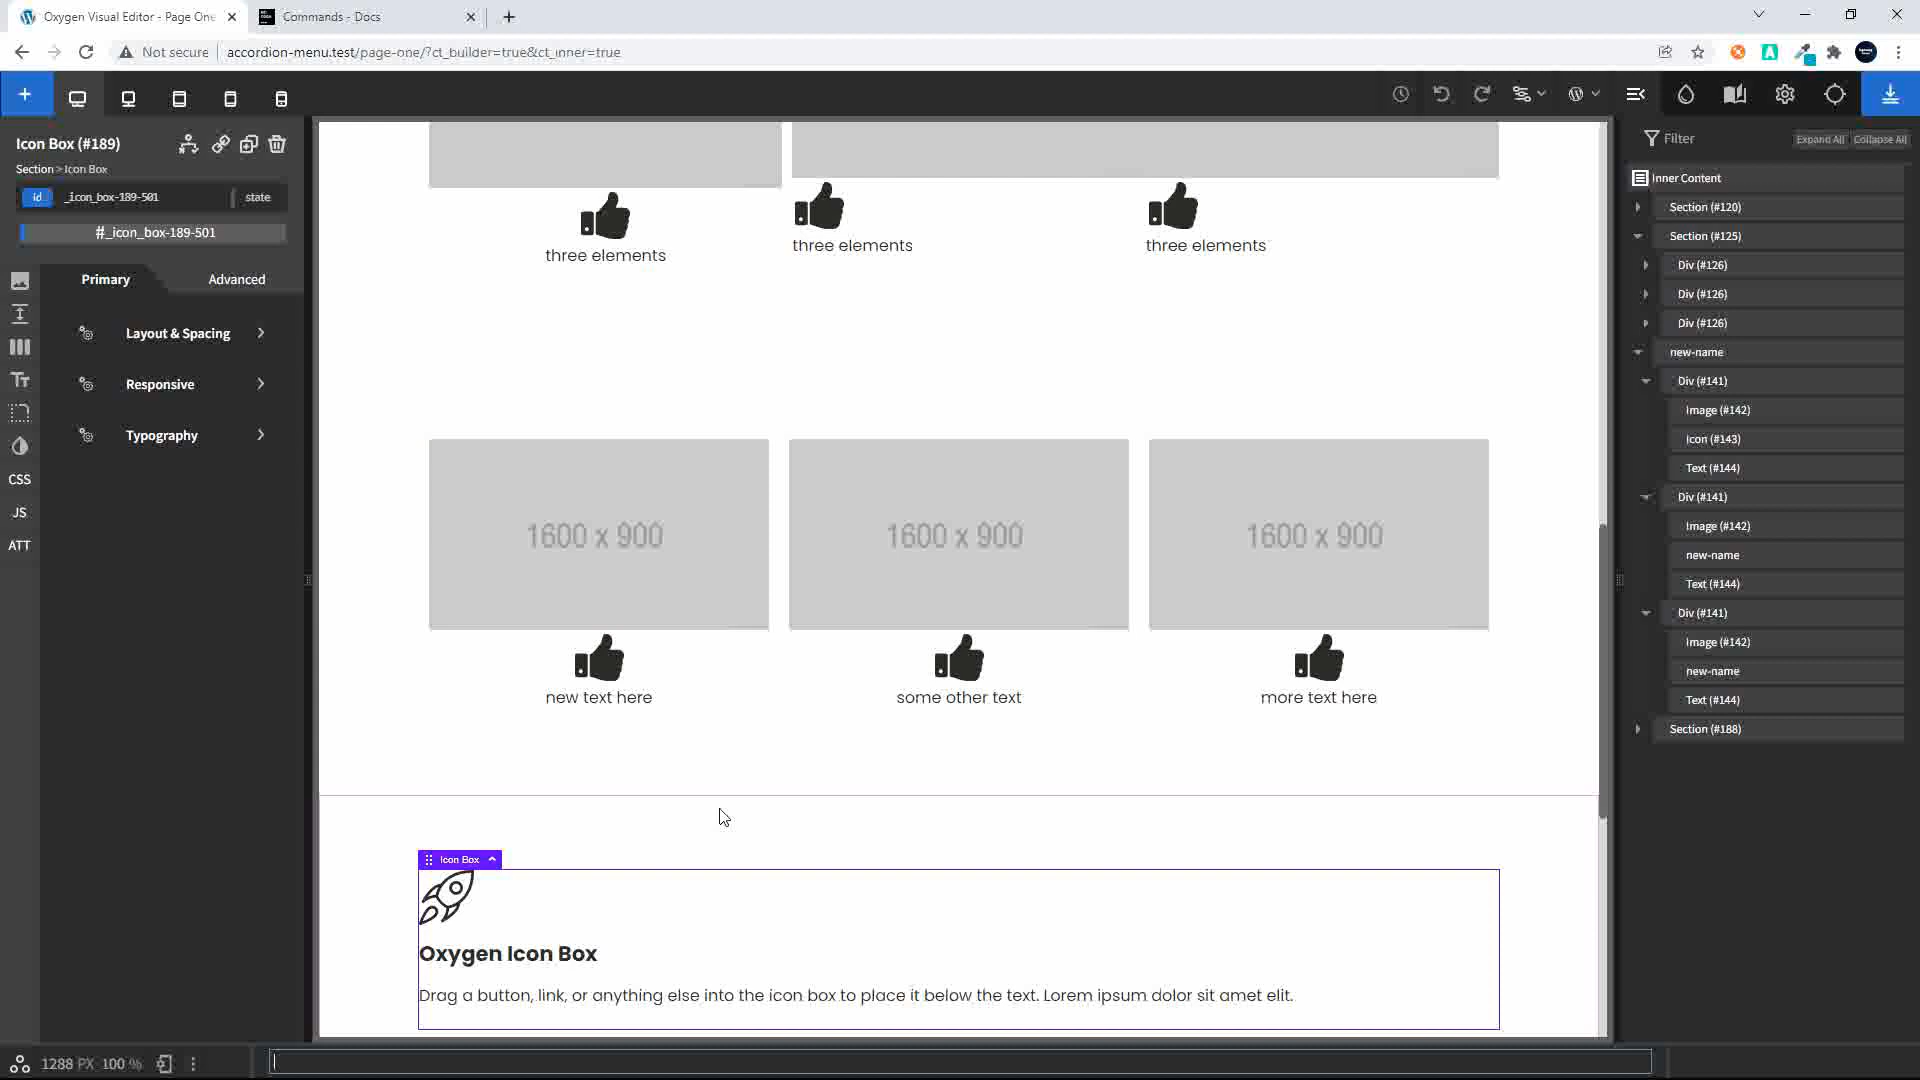 Oxygen Visual Editor - Page One
Commands - Docs
Not secure
accordion-menu.test/page-one/?ct_builder=true&ct_inner=true
Icon Box (#189)
Section > Icon Box
id
_icon_box-189-501
state
#_icon_box-189-501
Primary
Advanced
Layout & Spacing
Responsive
Typography
CSS
JS
ATT
three elements
three elements
three elements
1600 x 900
1600 x 900
1600 x 900
new text here
some other text
more text here
Icon Box
Oxygen Icon Box
Drag a button, link, or anything else into the icon box to place it below the text. Lorem ipsum dolor sit amet elit.
Filter
Expand All
Collapse All
Inner Content
Section (#120)
Section (#125)
Div (#126)
Div (#126)
Div (#126)
new-name
Div (#141)
Image (#142)
Icon (#143)
Text (#144)
Div (#141)
Image (#142)
new-name
Text (#144)
Div (#141)
Image (#142)
new-name
Text (#144)
Section (#188)
1288 PX 100 %